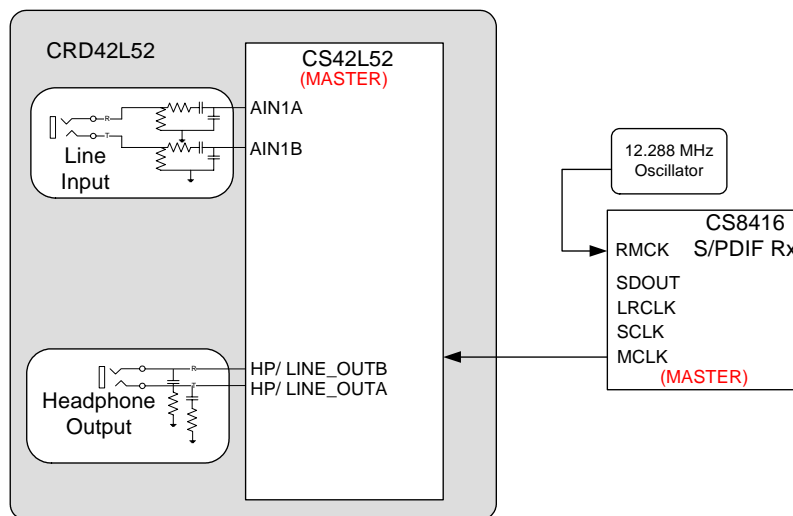 CRD42L52
CS42L52
(MASTER)
R
T
Line
Input
AIN1A
AIN1B
12.288 MHz
Oscillator
CS8416
S/PDIF Rx
RMCK
SDOUT
LRCLK
SCLK
MCLK
(MASTER)
R
T
Headphone
Output
HP/ LINE_OUTB
HP/ LINE_OUTA